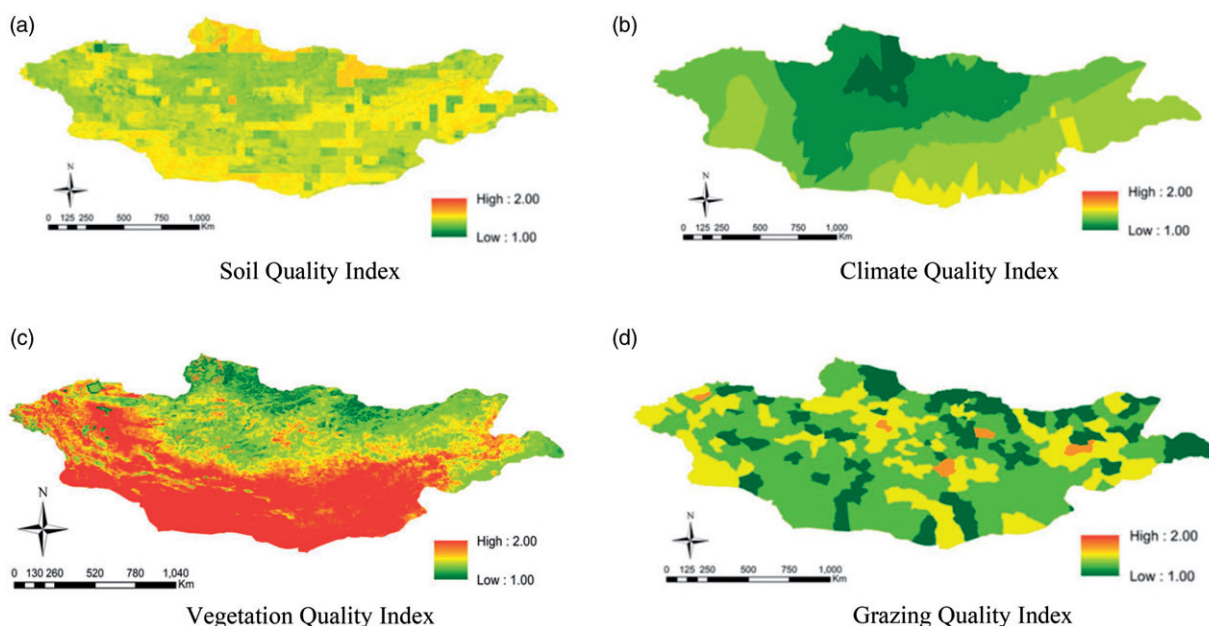 (a)
N
0 125 250 500 750 1,000
Km
High : 2.00
Low : 1.00
Soil Quality Index
(b)
N
0 125 250 500 750 1,000
Km
High : 2.00
Low : 1.00
Climate Quality Index
(c)
N
0 130 260 520 780 1,040
Km
High : 2.00
Low : 1.00
Vegetation Quality Index
(d)
N
0 125 250 500 750 1,000
Km
High : 2.00
Low : 1.00
Grazing Quality Index